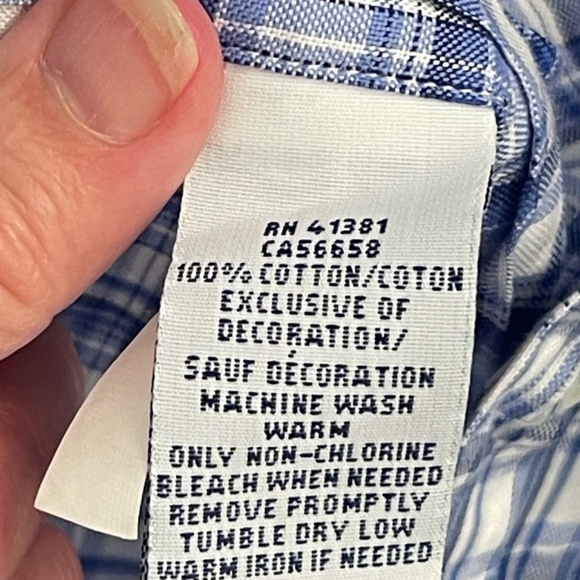 RN 41381
CA56658
100% COTTON/COTON
EXCLUSIVE OF
DECORATION/
SAUF DÉCORATION
MACHINE WASH
WARM
ONLY NON-CHLORINE
BLEACH WHEN NEEDED
REMOVE PROMPTLY
TUMBLE DRY LOW
WARM IRON IF NEEDED